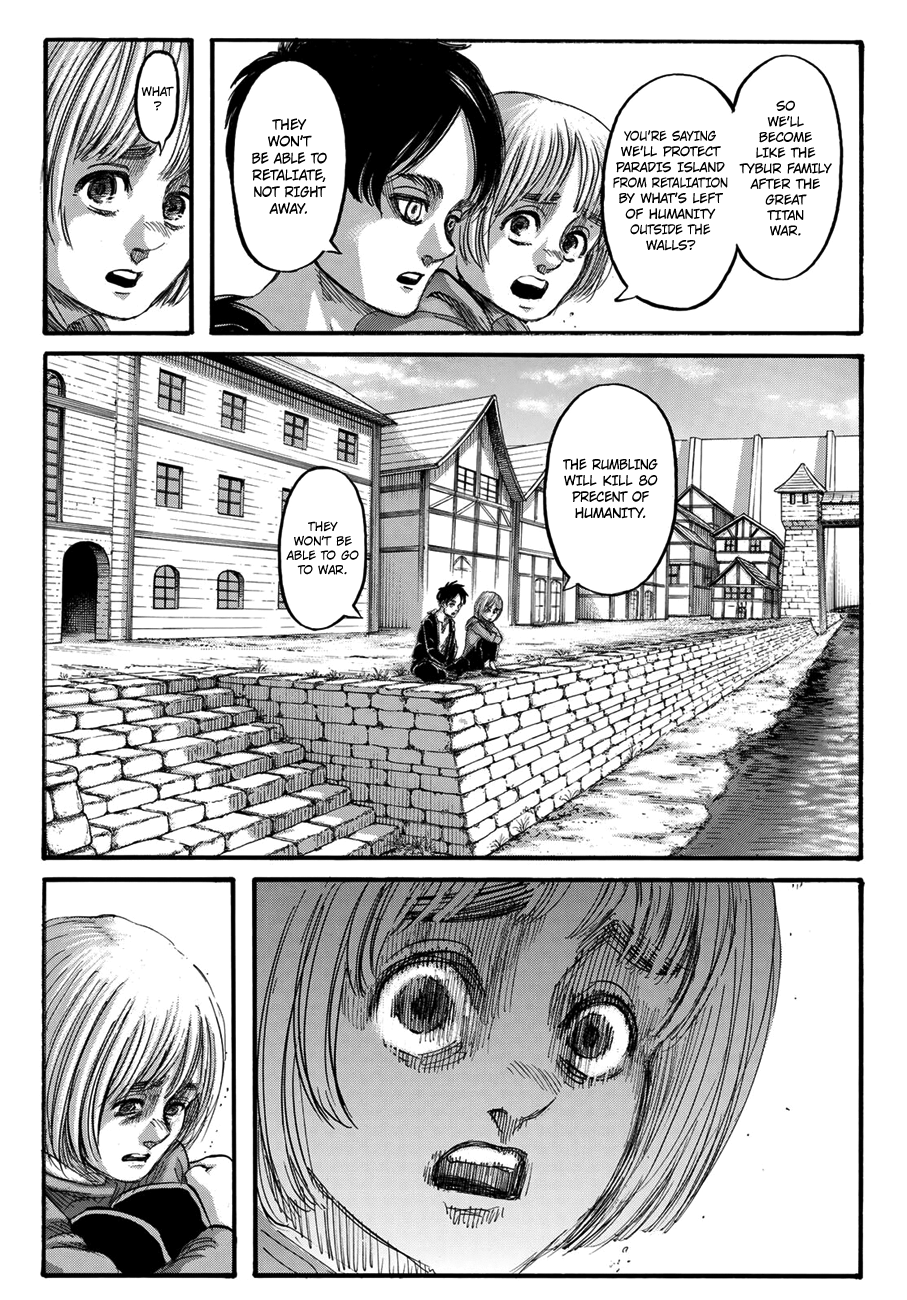 SO
WE'LL
BECOME
LIKE THE
TYBUR FAMILY
AFTER THE
GREAT
TITAN
WAR.
YOU'RE SAYING
WE'LL PROTECT
PARADIS ISLAND
FROM RETALIATION
BY WHAT'S LEFT
OF HUMANITY
OUTSIDE THE
WALLS?
THEY
WON'T
BE ABLE TO
RETALIATE,
NOT RIGHT
AWAY.
WHAT
?
THE RUMBLING
WILL KILL 80
PRECENT OF
HUMANITY.
THEY
WON'T BE
ABLE TO GO
TO WAR.